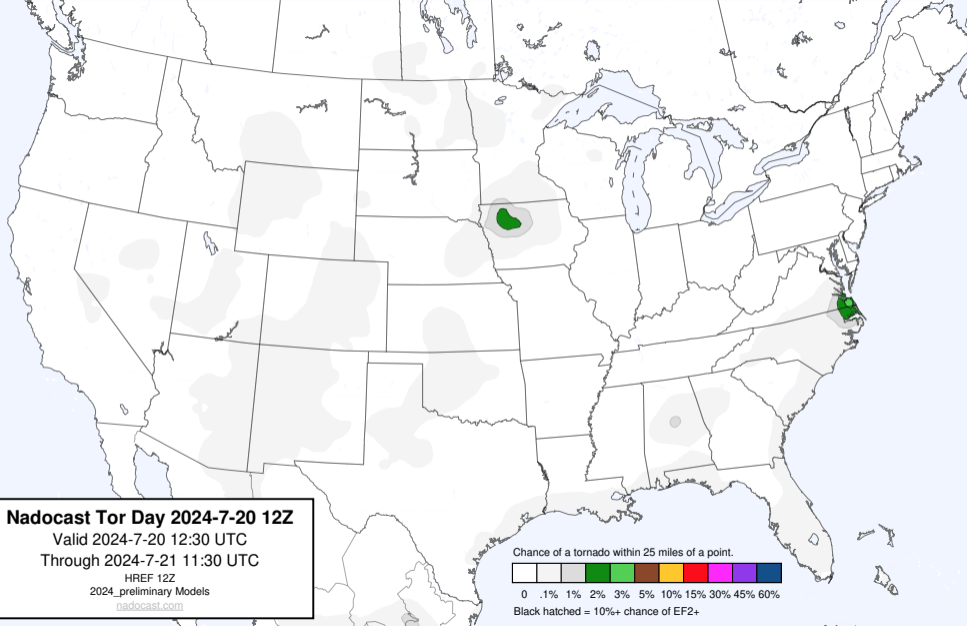 Nadocast Tor Day 2024-7-20 12Z
Valid 2024-7-20 12:30 UTC
Through 2024-7-21 11:30 UTC
HREF 12Z
2024_preliminary Models
nadocast.com
Chance of a tornado within 25 miles of a point.
0 .1% 1% 2% 3% 5% 10% 15% 30% 45% 60%
Black hatched = 10%+ chance of EF2+